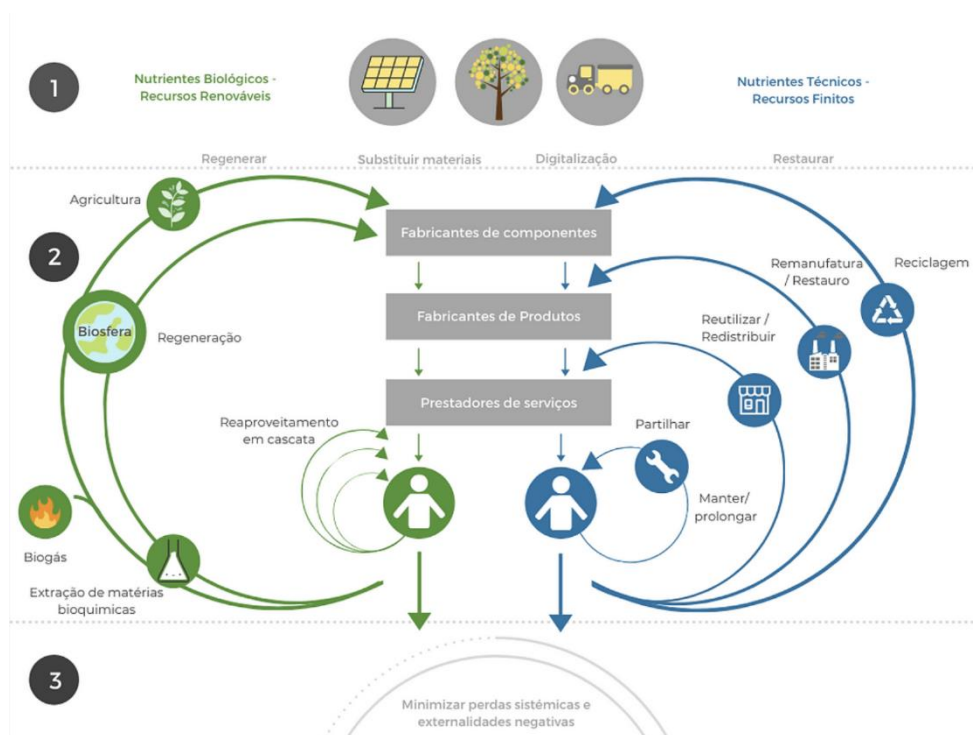 1
Nutrientes Biológicos -
Recursos Renováveis
Nutrientes Técnicos -
Recursos Finitos
Regenerar
Substituir materiais
Digitalização
Restaurar
2
Agricultura
Biosfera
Regeneração
Reaproveitamento
em cascata
Biogás
Extração de matérias
bioquimicas
Fabricantes de componentes
Fabricantes de Produtos
Prestadores de serviços
Partilhar
Manter/
prolongar
Reutilizar /
Redistribuir
Remanufatura
/ Restauro
Reciclagem
3
Minimizar perdas sistémicas e
externalidades negativas